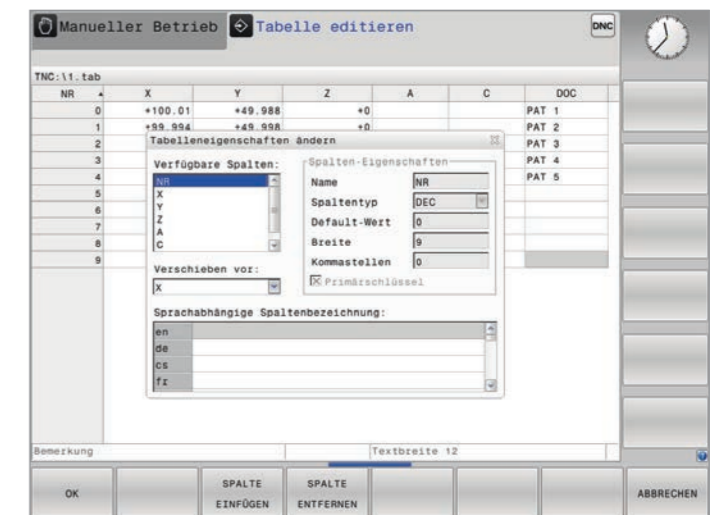 Manueller Betrieb Tabelle editieren DNC
TNC:\1.tab
NR X Y Z A C DOC
0 +100.01 +49.988 +0 PAT 1
1 +99.994 +49.998 +0 PAT 2
2 PAT 3
3 PAT 4
4 PAT 5
5
6
7
8
9
Tabelleneigenschaften ändern
Verfügbare Spalten:
NR
X
Y
Z
A
C
Verschieben vor:
X
Spalten-Eigenschaften
Name NR
Spaltentyp DEC
Default-Wert 0
Breite 9
Kommastellen 0
Primärschlüssel
Sprachabhängige Spaltenbezeichnung:
en
de
cs
fr
Bemerkung Textbreite 12
OK
SPALTE
EINFÜGEN
SPALTE
ENTFERNEN
ABBRECHEN